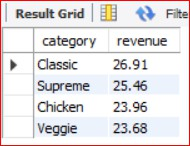 Result Grid Filte
category revenue
Classic 26.91
Supreme 25.46
Chicken 23.96
Veggie 23.68